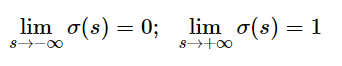 lim_{s→−∞} σ(s) = 0;   lim_{s→+∞} σ(s) = 1